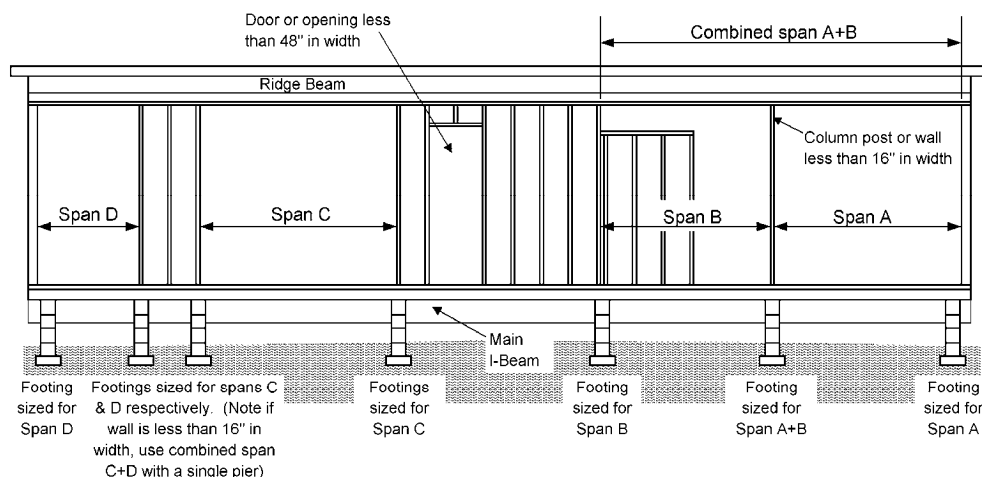 Door or opening less
than 48" in width
Combined span A+B
Ridge Beam
Column post or wall
less than 16" in width
Span D
Span C
Span B
Span A
Main
I-Beam
Footing
sized for
Span D
Footings sized for spans C
& D respectively. (Note if
wall is less than 16" in
width, use combined span
C+D with a single pier)
Footings
sized for
Span C
Footing
sized for
Span B
Footing
sized for
Span A+B
Footing
sized for
Span A